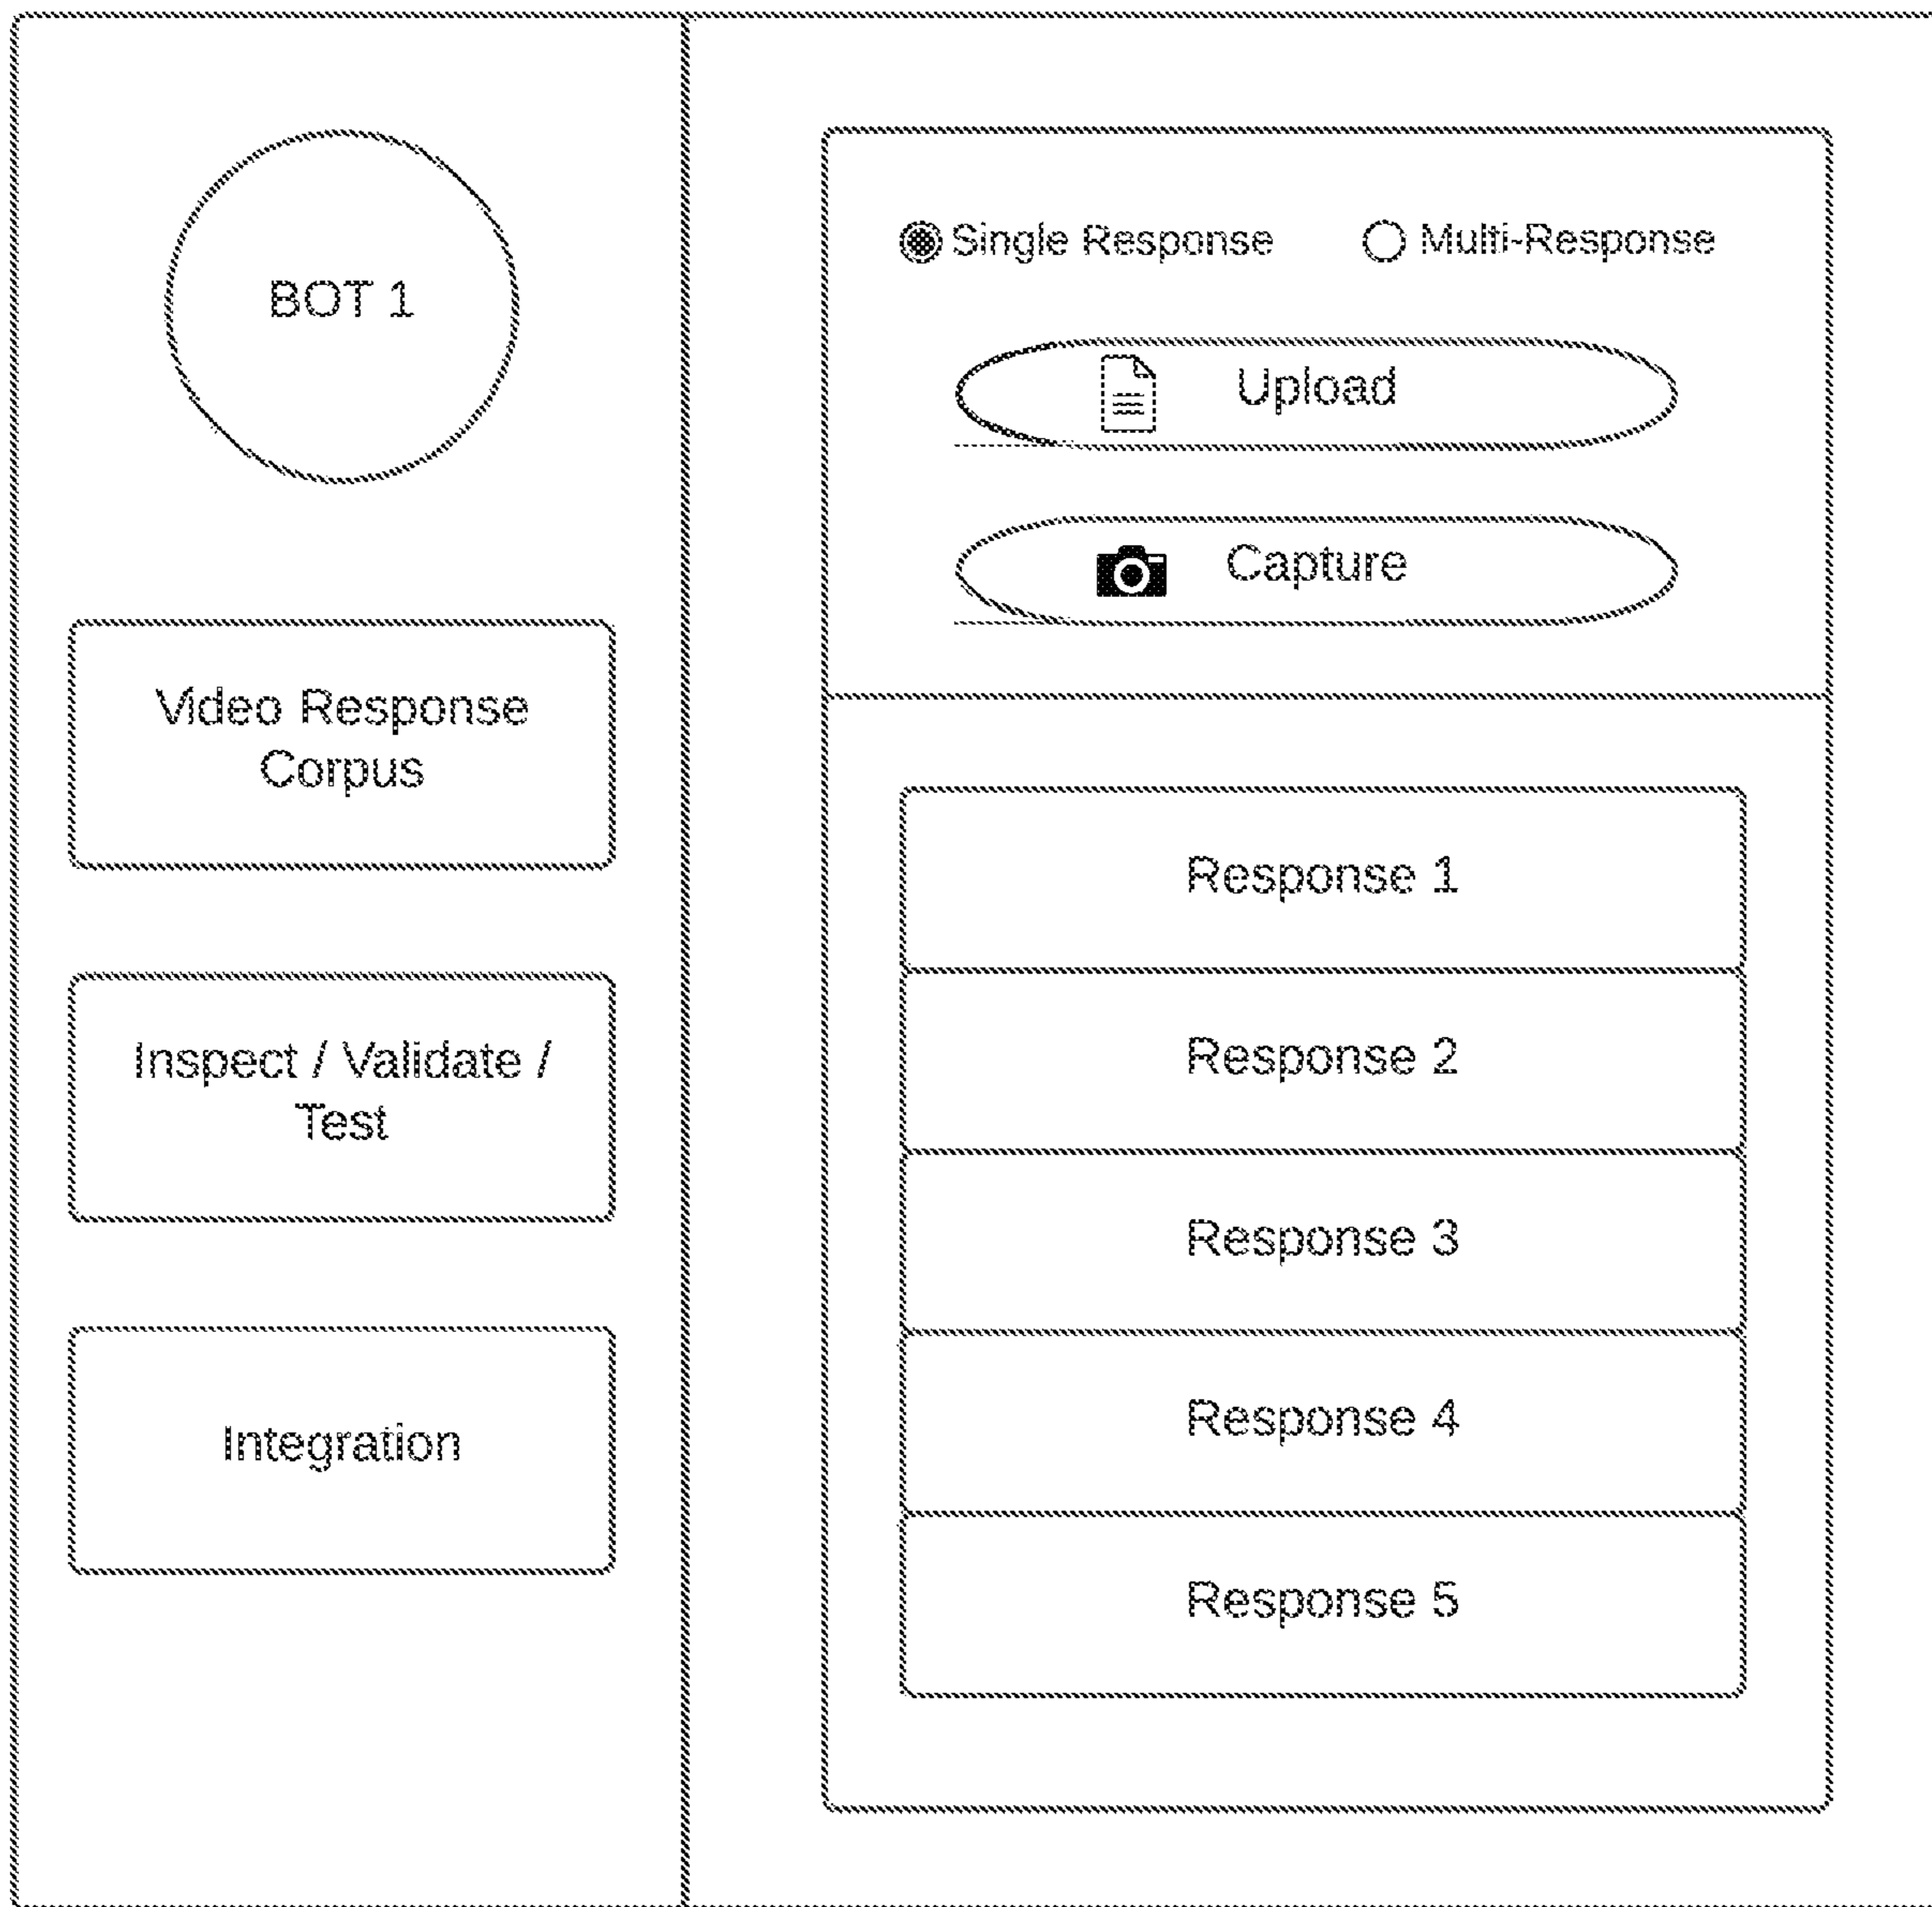 BOT 1
Video Response
Corpus
Inspect / Validate /
Test
Integration
Single Response
Multi-Response
Upload
Capture
Response 1
Response 2
Response 3
Response 4
Response 5